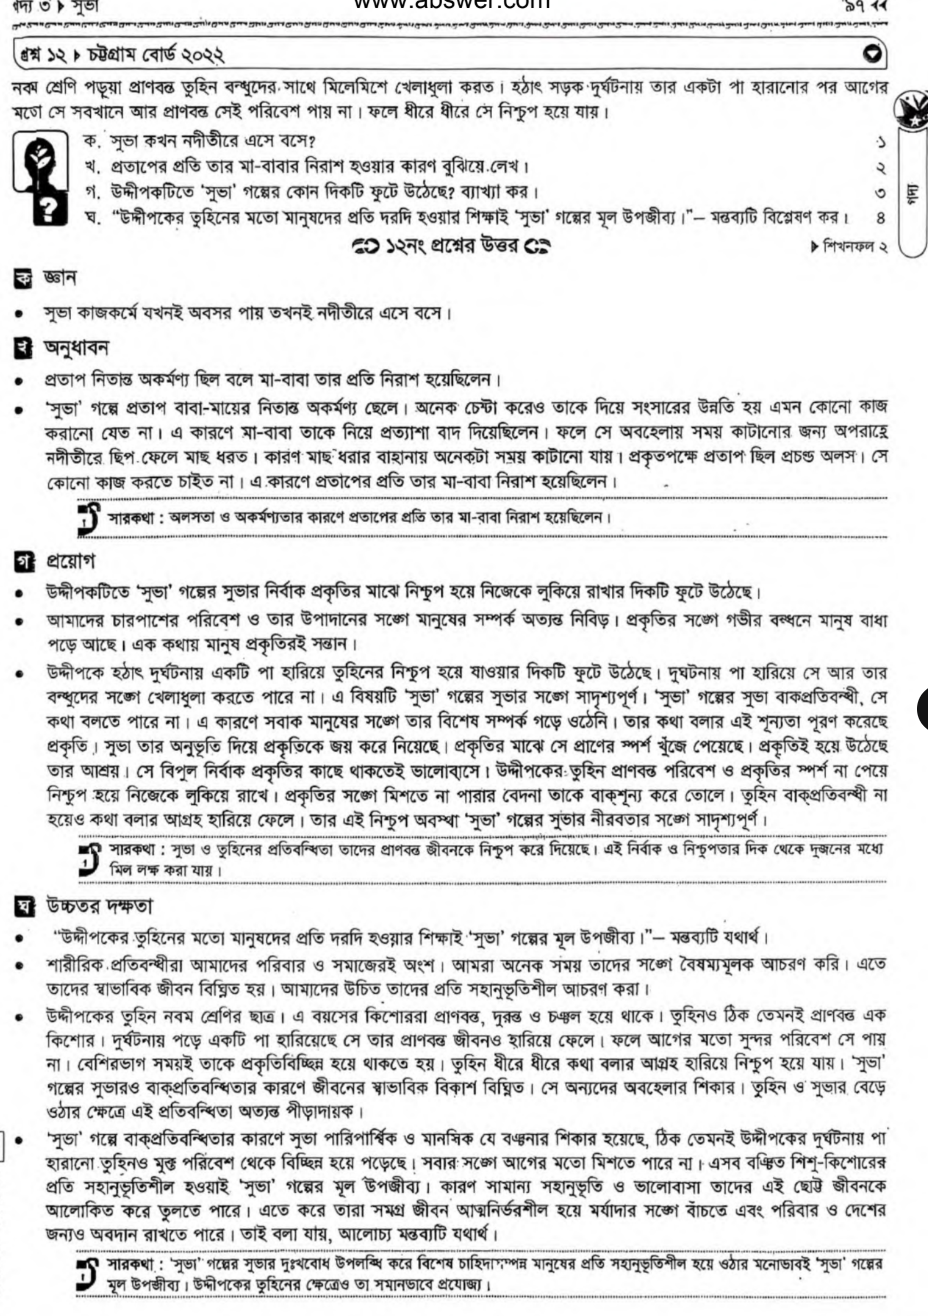 গদ্য ৩ ▶ সুভা
www.abswer.com
প্রশ্ন ১২ ▶ চট্টগ্রাম বোর্ড ২০২২
নবম শ্রেণি পড়ুয়া প্রাণবন্ত তুহিন বন্ধুদের সাথে মিলেমিশে খেলাধুলা করত। হঠাৎ সড়ক দুর্ঘটনায় তার একটা পা হারানোর পর আগের
মতো সে সবখানে আর প্রাণবন্ত সেই পরিবেশ পায় না। ফলে ধীরে ধীরে সে নিশ্চুপ হয়ে যায়।
ক. সুভা কখন নদীতীরে এসে বসে? ১
খ. প্রতাপের প্রতি তার মা-বাবার নিরাশ হওয়ার কারণ বুঝিয়ে লেখ। ২
গ. উদ্দীপকটিতে ‘সুভা’ গল্পের কোন দিকটি ফুটে উঠেছে? ব্যাখ্যা কর। ৩
ঘ. “উদ্দীপকের তুহিনের মতো মানুষদের প্রতি দরদি হওয়ার শিক্ষাই ‘সুভা’ গল্পের মূল উপজীব্য।”— মন্তব্যটি বিশ্লেষণ কর। ৪
গদ্য
১২নং প্রশ্নের উত্তর
▶ শিখনফল ২
ক জ্ঞান
● সুভা কাজকর্মে যখনই অবসর পায় তখনই নদীতীরে এসে বসে।
খ অনুধাবন
● প্রতাপ নিতান্ত অকর্মণ্য ছিল বলে মা-বাবা তার প্রতি নিরাশ হয়েছিলেন।
● ‘সুভা’ গল্পে প্রতাপ বাবা-মায়ের নিতান্ত অকর্মণ্য ছেলে। অনেক চেষ্টা করেও তাকে দিয়ে সংসারের উন্নতি হয় এমন কোনো কাজ
করানো যেত না। এ কারণে মা-বাবা তাকে নিয়ে প্রত্যাশা বাদ দিয়েছিলেন। ফলে সে অবহেলায় সময় কাটানোর জন্য অপরাহ্ণে
নদীতীরে ছিপ ফেলে মাছ ধরত। কারণ মাছ ধরার বাহানায় অনেকটা সময় কাটানো যায়। প্রকৃতপক্ষে প্রতাপ ছিল প্রচন্ড অলস। সে
কোনো কাজ করতে চাইত না। এ কারণে প্রতাপের প্রতি তার মা-বাবা নিরাশ হয়েছিলেন।
সারকথা : অলসতা ও অকর্মণ্যতার কারণে প্রতাপের প্রতি তার মা-বাবা নিরাশ হয়েছিলেন।
গ প্রয়োগ
● উদ্দীপকটিতে ‘সুভা’ গল্পের সুভার নির্বাক প্রকৃতির মাঝে নিশ্চুপ হয়ে নিজেকে লুকিয়ে রাখার দিকটি ফুটে উঠেছে।
● আমাদের চারপাশের পরিবেশ ও তার উপাদানের সঙ্গে মানুষের সম্পর্ক অত্যন্ত নিবিড়। প্রকৃতির সঙ্গে গভীর বন্ধনে মানুষ বাধা
পড়ে আছে। এক কথায় মানুষ প্রকৃতিরই সন্তান।
● উদ্দীপকে হঠাৎ দুর্ঘটনায় একটি পা হারিয়ে তুহিনের নিশ্চুপ হয়ে যাওয়ার দিকটি ফুটে উঠেছে। দুঘটনায় পা হারিয়ে সে আর তার
বন্ধুদের সঙ্গে খেলাধুলা করতে পারে না। এ বিষয়টি ‘সুভা’ গল্পের সুভার সঙ্গে সাদৃশ্যপূর্ণ। ‘সুভা’ গল্পের সুভা বাকপ্রতিবন্ধী, সে
কথা বলতে পারে না। এ কারণে সবাক মানুষের সঙ্গে তার বিশেষ সম্পর্ক গড়ে ওঠেনি। তার কথা বলার এই শূন্যতা পূরণ করেছে
প্রকৃতি। সুভা তার অনুভূতি দিয়ে প্রকৃতিকে জয় করে নিয়েছে। প্রকৃতির মাঝে সে প্রাণের স্পর্শ খুঁজে পেয়েছে। প্রকৃতিই হয়ে উঠেছে
তার আশ্রয়। সে বিপুল নির্বাক প্রকৃতির কাছে থাকতেই ভালোবাসে। উদ্দীপকের তুহিন প্রাণবন্ত পরিবেশ ও প্রকৃতির স্পর্শ না পেয়ে
নিশ্চুপ হয়ে নিজেকে লুকিয়ে রাখে। প্রকৃতির সঙ্গে মিশতে না পারার বেদনা তাকে বাক্শূন্য করে তোলে। তুহিন বাক্প্রতিবন্ধী না
হয়েও কথা বলার আগ্রহ হারিয়ে ফেলে। তার এই নিশ্চুপ অবস্থা ‘সুভা’ গল্পের সুভার নীরবতার সঙ্গে সাদৃশ্যপূর্ণ।
সারকথা : সুভা ও তুহিনের প্রতিবন্ধিতা তাদের প্রাণবন্ত জীবনকে নিশ্চুপ করে দিয়েছে। এই নির্বাক ও নিশ্চুপতার দিক থেকে দুজনের মধ্যে
মিল লক্ষ করা যায়।
ঘ উচ্চতর দক্ষতা
● “উদ্দীপকের তুহিনের মতো মানুষদের প্রতি দরদি হওয়ার শিক্ষাই ‘সুভা’ গল্পের মূল উপজীব্য।”— মন্তব্যটি যথার্থ।
● শারীরিক প্রতিবন্ধীরা আমাদের পরিবার ও সমাজেরই অংশ। আমরা অনেক সময় তাদের সঙ্গে বৈষম্যমূলক আচরণ করি। এতে
তাদের স্বাভাবিক জীবন বিঘ্নিত হয়। আমাদের উচিত তাদের প্রতি সহানুভূতিশীল আচরণ করা।
● উদ্দীপকের তুহিন নবম শ্রেণির ছাত্র। এ বয়সের কিশোররা প্রাণবন্ত, দুরন্ত ও চঞ্চল হয়ে থাকে। তুহিনও ঠিক তেমনই প্রাণবন্ত এক
কিশোর। দুর্ঘটনায় পড়ে একটি পা হারিয়েছে সে তার প্রাণবন্ত জীবনও হারিয়ে ফেলে। ফলে আগের মতো সুন্দর পরিবেশ সে পায়
না। বেশিরভাগ সময়ই তাকে প্রকৃতিবিচ্ছিন্ন হয়ে থাকতে হয়। তুহিন ধীরে ধীরে কথা বলার আগ্রহ হারিয়ে নিশ্চুপ হয়ে যায়। ‘সুভা’
গল্পের সুভারও বাকপ্রতিবন্ধিতার কারণে জীবনের স্বাভাবিক বিকাশ বিঘ্নিত। সে অন্যদের অবহেলার শিকার। তুহিন ও সুভার বেড়ে
ওঠার ক্ষেত্রে এই প্রতিবন্ধিতা অত্যন্ত পীড়াদায়ক।
● ‘সুভা’ গল্পে বাক্প্রতিবন্ধিতার কারণে সুভা পারিপার্শ্বিক ও মানসিক যে বঞ্চনার শিকার হয়েছে, ঠিক তেমনই উদ্দীপকের দুর্ঘটনায় পা
হারানো তুহিনও মুক্ত পরিবেশ থেকে বিচ্ছিন্ন হয়ে পড়েছে। সবার সঙ্গে আগের মতো মিশতে পারে না। এসব বঞ্চিত শিশু-কিশোরের
প্রতি সহানুভূতিশীল হওয়াই ‘সুভা’ গল্পের মূল উপজীব্য। কারণ সামান্য সহানুভূতি ও ভালোবাসা তাদের এই ছোট্ট জীবনকে
আলোকিত করে তুলতে পারে। এতে করে তারা সমগ্র জীবন আত্মনির্ভরশীল হয়ে মর্যাদার সঙ্গে বাঁচতে এবং পরিবার ও দেশের
জন্যও অবদান রাখতে পারে। তাই বলা যায়, আলোচ্য মন্তব্যটি যথার্থ।
সারকথা : ‘সুভা’ গল্পের সুভার দুঃখবোধ উপলব্ধি করে বিশেষ চাহিদাসম্পন্ন মানুষের প্রতি সহানুভূতিশীল হয়ে ওঠার মনোভাবই ‘সুভা’ গল্পের
মূল উপজীব্য। উদ্দীপকের তুহিনের ক্ষেত্রেও তা সমানভাবে প্রযোজ্য।